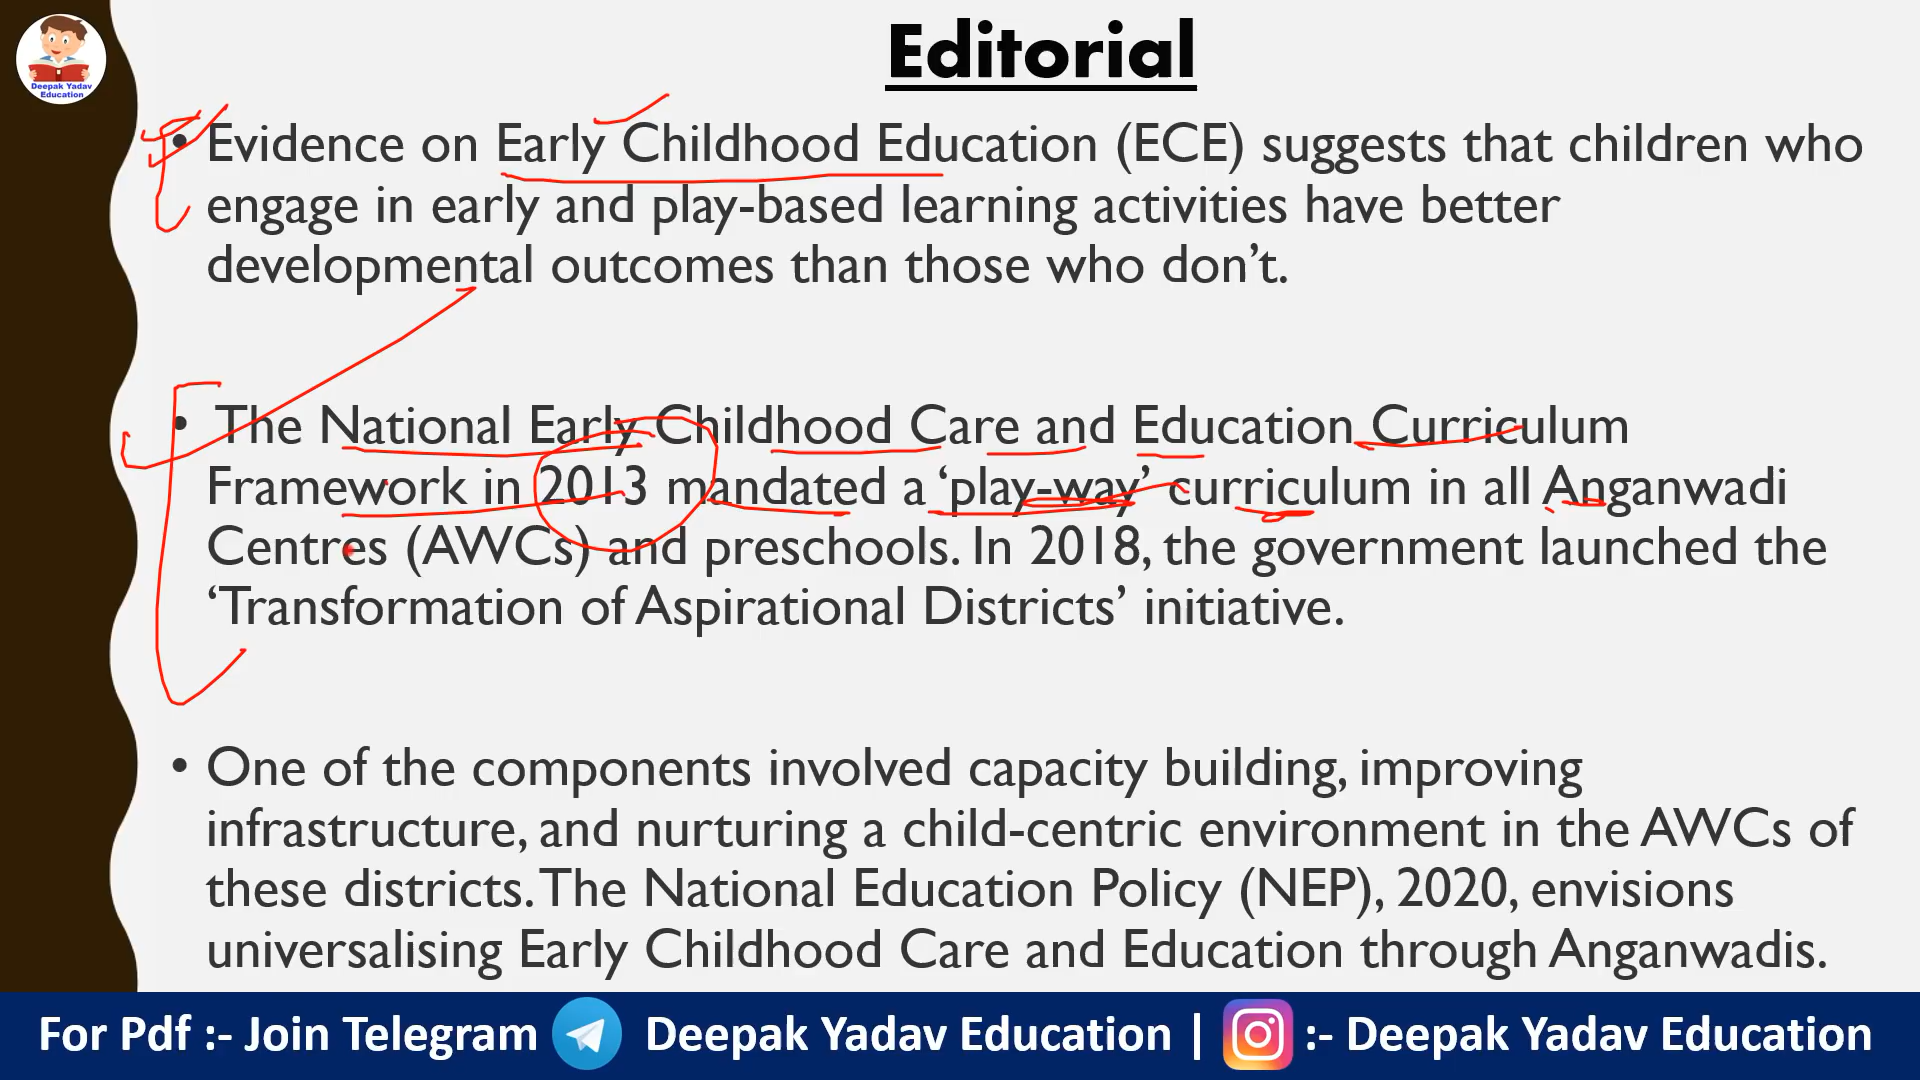 Editorial
Deepak Yadav
Education
• Evidence on Early Childhood Education (ECE) suggests that children who
engage in early and play-based learning activities have better
developmental outcomes than those who don’t.
• The National Early Childhood Care and Education Curriculum
Framework in 2013 mandated a ‘play-way’ curriculum in all Anganwadi
Centres (AWCs) and preschools. In 2018, the government launched the
‘Transformation of Aspirational Districts’ initiative.
• One of the components involved capacity building, improving
infrastructure, and nurturing a child-centric environment in the AWCs of
these districts. The National Education Policy (NEP), 2020, envisions
universalising Early Childhood Care and Education through Anganwadis.
For Pdf :- Join Telegram Deepak Yadav Education | :- Deepak Yadav Education